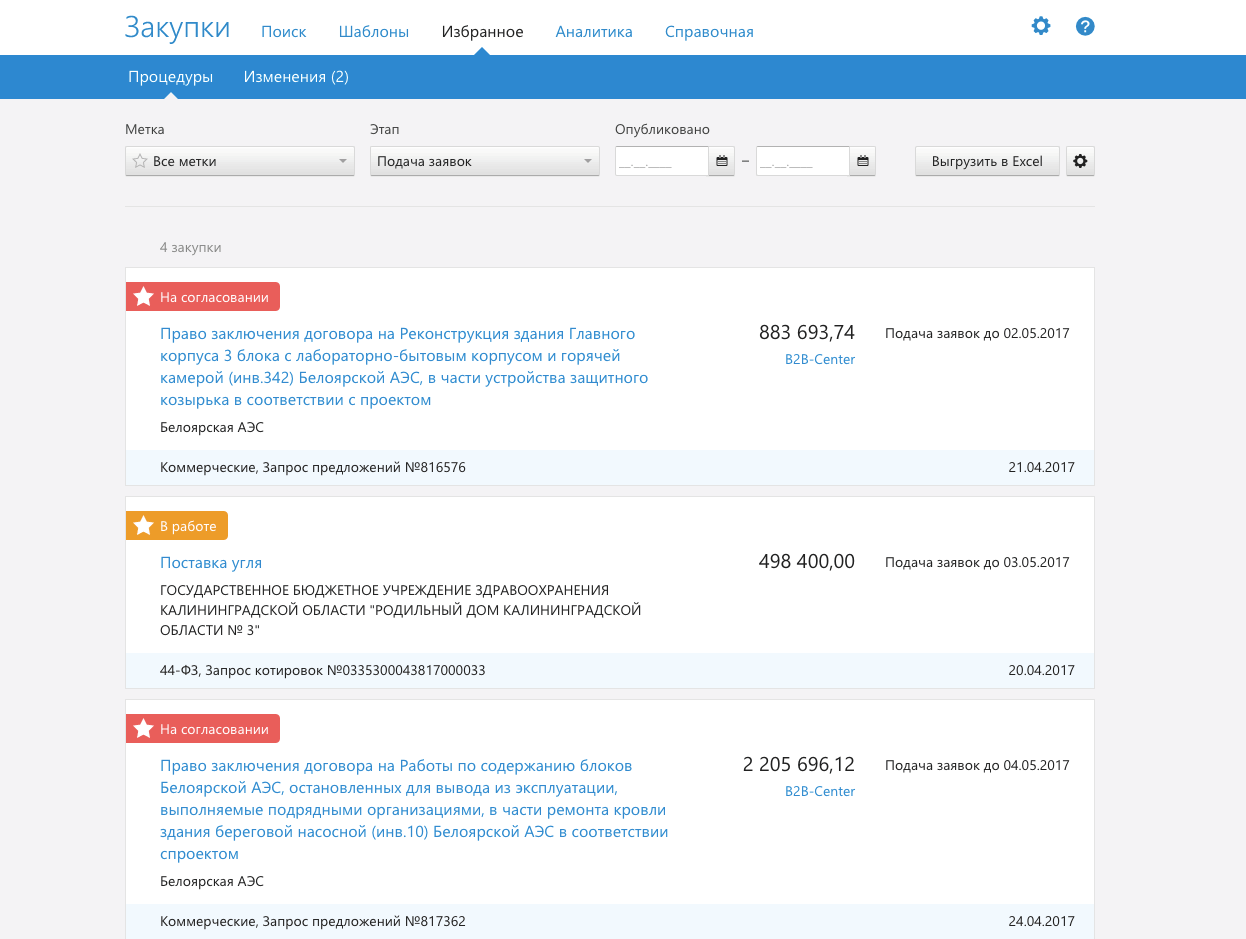 Закупки Поиск Шаблоны Избранное Аналитика Справочная
Процедуры Изменения (2)
Метка Этап Опубликовано
Все метки Подача заявок __.__.____ – __.__.____ Выгрузить в Excel
4 закупки
На согласовании
Право заключения договора на Реконструкция здания Главного 883 693,74 Подача заявок до 02.05.2017
корпуса 3 блока с лабораторно-бытовым корпусом и горячей B2B-Center
камерой (инв.342) Белоярской АЭС, в части устройства защитного
козырька в соответствии с проектом
Белоярская АЭС
Коммерческие, Запрос предложений №816576 21.04.2017
В работе
Поставка угля 498 400,00 Подача заявок до 03.05.2017
ГОСУДАРСТВЕННОЕ БЮДЖЕТНОЕ УЧРЕЖДЕНИЕ ЗДРАВООХРАНЕНИЯ
КАЛИНИНГРАДСКОЙ ОБЛАСТИ "РОДИЛЬНЫЙ ДОМ КАЛИНИНГРАДСКОЙ
ОБЛАСТИ № 3"
44-ФЗ, Запрос котировок №0335300043817000033 20.04.2017
На согласовании
Право заключения договора на Работы по содержанию блоков 2 205 696,12 Подача заявок до 04.05.2017
Белоярской АЭС, остановленных для вывода из эксплуатации, B2B-Center
выполняемые подрядными организациями, в части ремонта кровли
здания береговой насосной (инв.10) Белоярской АЭС в соответствии
спроектом
Белоярская АЭС
Коммерческие, Запрос предложений №817362 24.04.2017